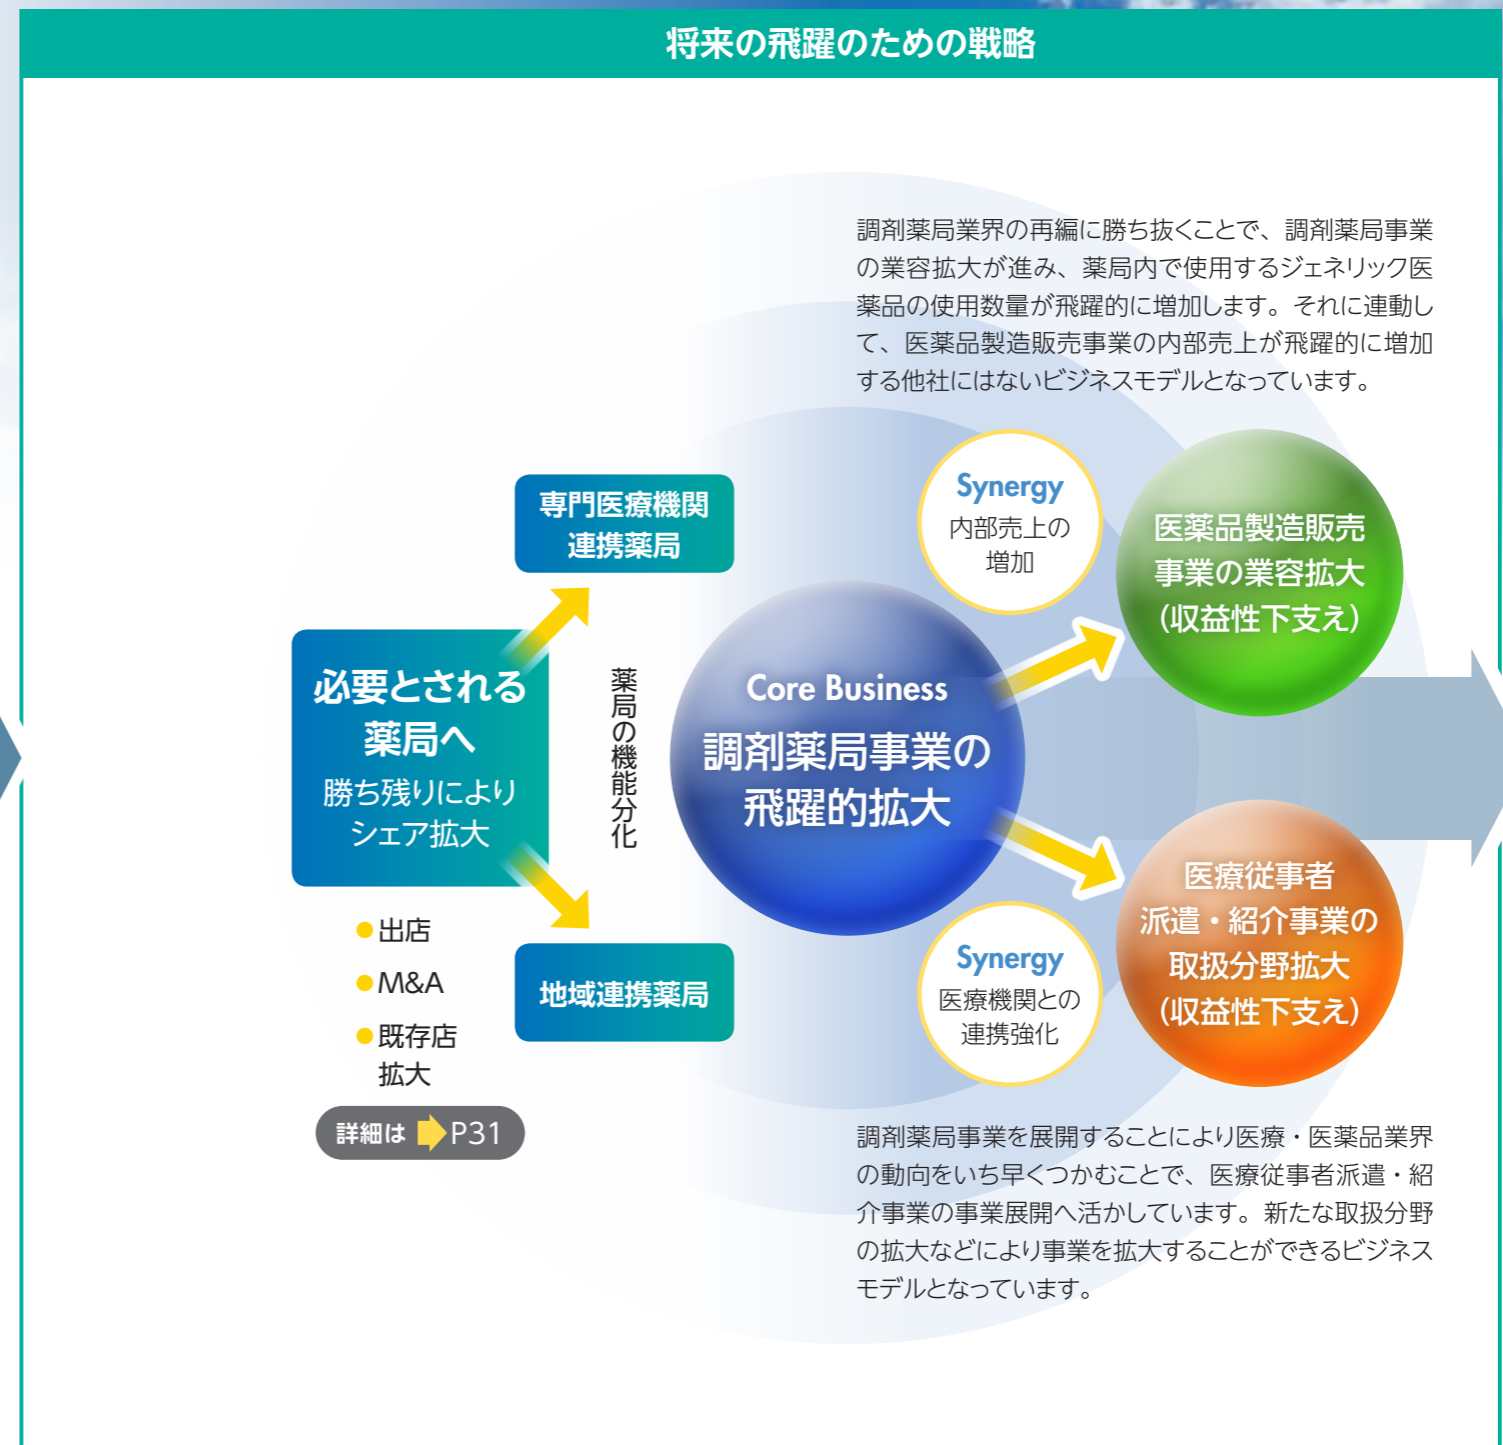 将来の飛躍のための戦略
調剤薬局業界の再編に勝ち抜くことで、調剤薬局事業
の業容拡大が進み、薬局内で使用するジェネリック医
薬品の使用数量が飛躍的に増加します。それに連動し
て、医薬品製造販売事業の内部売上が飛躍的に増加
する他社にはないビジネスモデルとなっています。
専門医療機関
連携薬局
必要とされる
薬局へ
勝ち残りにより
シェア拡大
出店
M&A
既存店
拡大
詳細は P31
薬局の機能分化
地域連携薬局
Core Business
調剤薬局事業の
飛躍的拡大
Synergy
内部売上の
増加
医薬品製造販売
事業の業容拡大
(収益性下支え)
Synergy
医療機関との
連携強化
医療従事者
派遣・紹介事業の
取扱分野拡大
(収益性下支え)
調剤薬局事業を展開することにより医療・医薬品業界
の動向をいち早くつかむことで、医療従事者派遣・紹
介事業の事業展開へ活かしています。新たな取扱分野
の拡大などにより事業を拡大することができるビジネス
モデルとなっています。